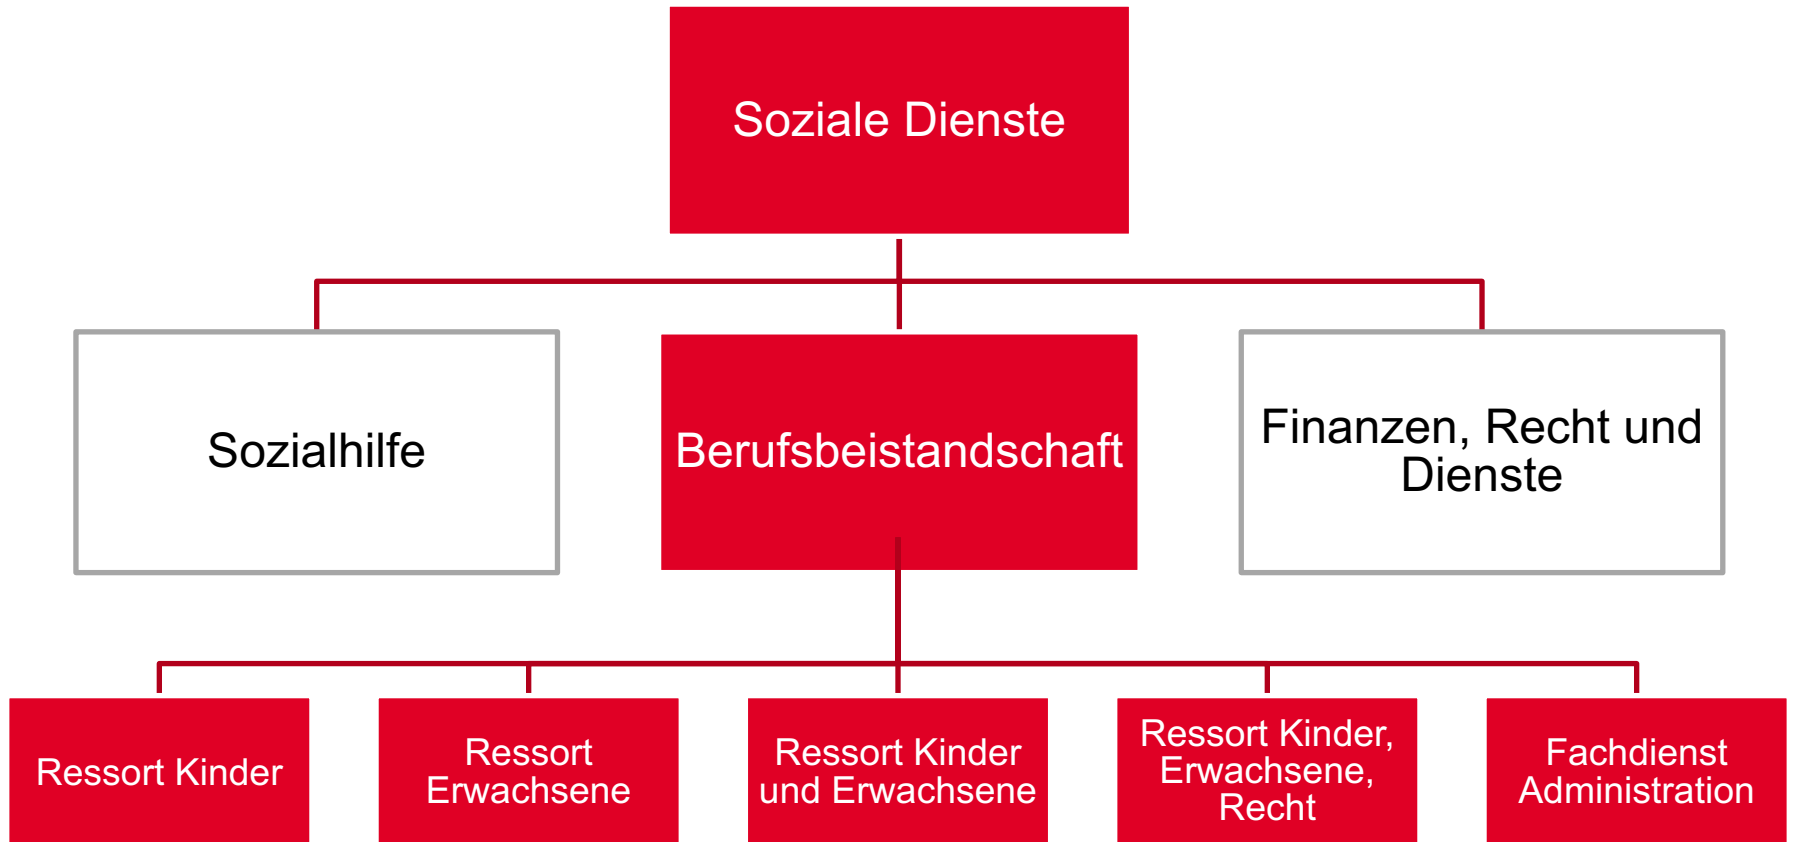 Soziale Dienste
Sozialhilfe
Berufsbeistandschaft
Finanzen, Recht und
Dienste
Ressort Kinder
Ressort
Erwachsene
Ressort Kinder
und Erwachsene
Ressort Kinder,
Erwachsene,
Recht
Fachdienst
Administration